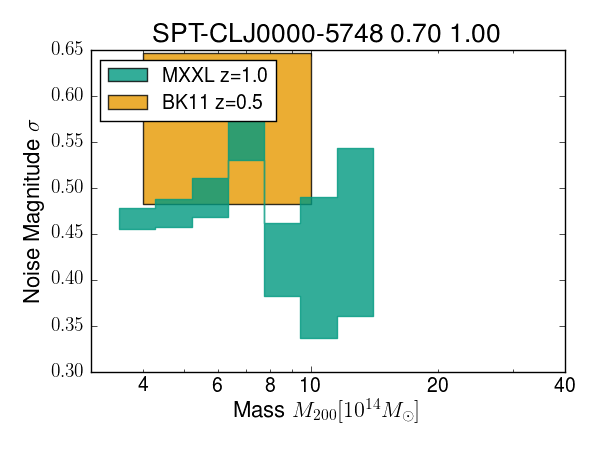 SPT-CLJ0000-5748 0.70 1.00
0.65
MXXL z=1.0
BK11 z=0.5
0.60
0.55
0.50
0.45
0.40
0.35
0.30
Noise Magnitude σ
4 6 8 10 20 40
Mass M₂₀₀[10¹⁴M☉]